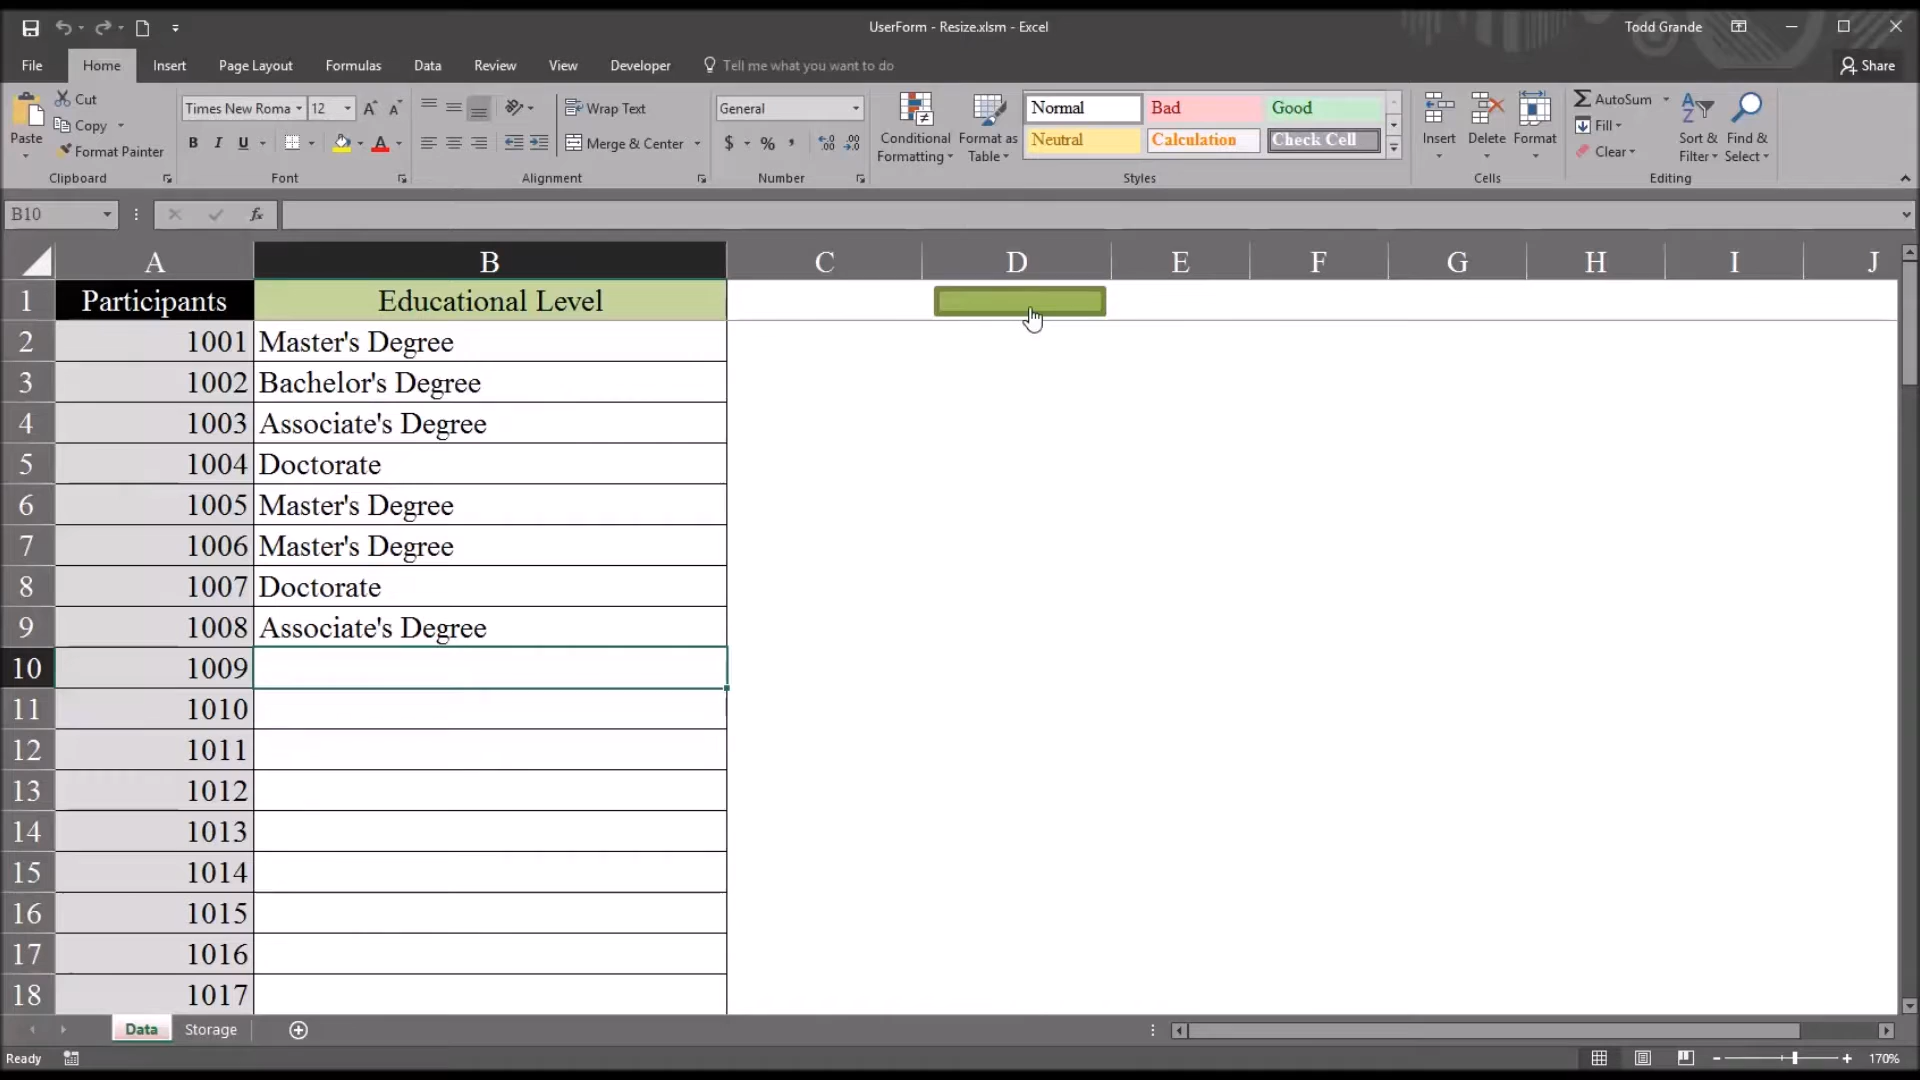 UserForm - Resize.xlsm - Excel
Todd Grande
File Home Insert Page Layout Formulas Data Review View Developer Tell me what you want to do Share
Paste
Cut
Copy
Format Painter
Clipboard
Times New Roma 12
B I U
Font
Wrap Text
Merge & Center
Alignment
General
$ % ,
Number
Conditional Formatting
Format as Table
Normal Bad Good
Neutral Calculation Check Cell
Styles
Insert Delete Format
Cells
AutoSum
Fill
Clear
Sort & Filter
Find & Select
Editing
B10 fx
A B C D E F G H I J
1 Participants Educational Level
2 1001 Master's Degree
3 1002 Bachelor's Degree
4 1003 Associate's Degree
5 1004 Doctorate
6 1005 Master's Degree
7 1006 Master's Degree
8 1007 Doctorate
9 1008 Associate's Degree
10 1009
11 1010
12 1011
13 1012
14 1013
15 1014
16 1015
17 1016
18 1017
Data Storage
Ready 170%